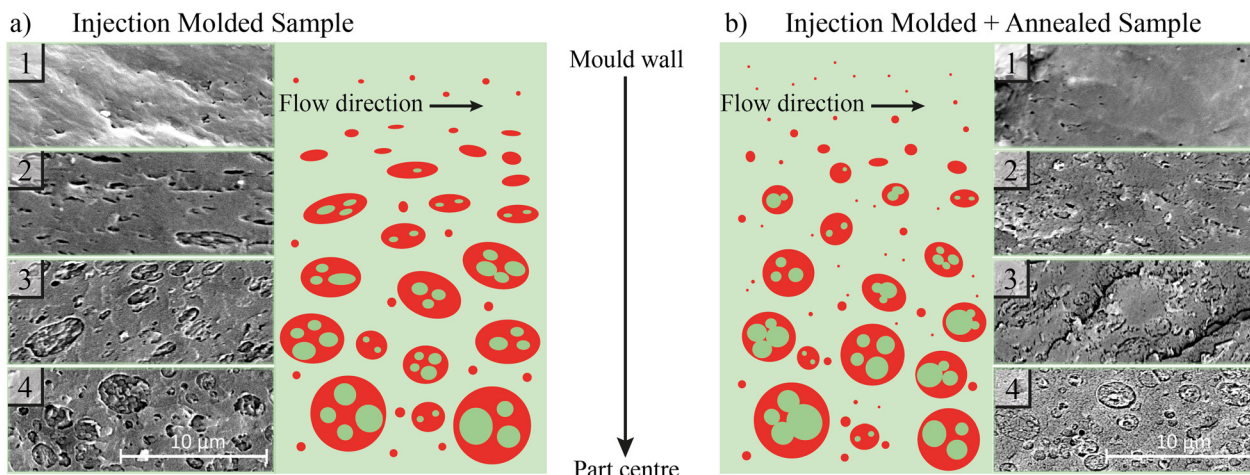 a) Injection Molded Sample
1
2
3
4
10 µm
Flow direction
Mould wall
Part centre
b) Injection Molded + Annealed Sample
Flow direction
1
2
3
4
10 µm